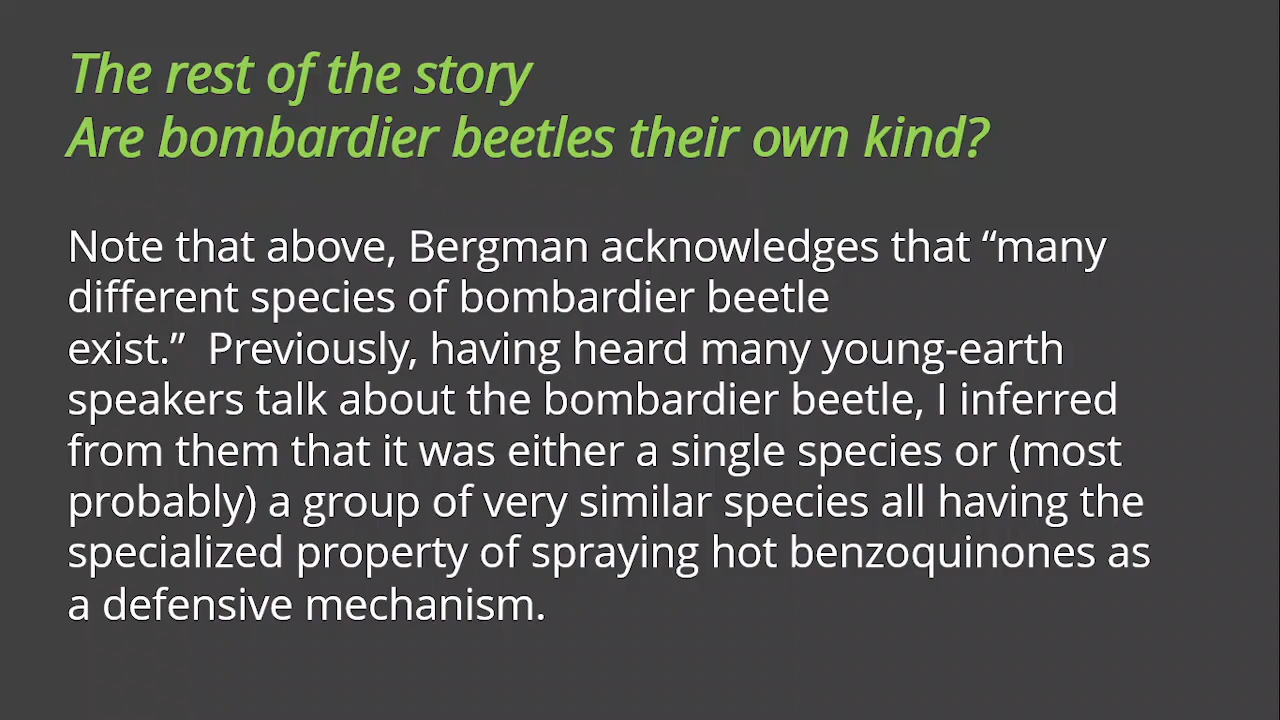 The rest of the story
Are bombardier beetles their own kind?
Note that above, Bergman acknowledges that “many
different species of bombardier beetle
exist.”  Previously, having heard many young-earth
speakers talk about the bombardier beetle, I inferred
from them that it was either a single species or (most
probably) a group of very similar species all having the
specialized property of spraying hot benzoquinones as
a defensive mechanism.